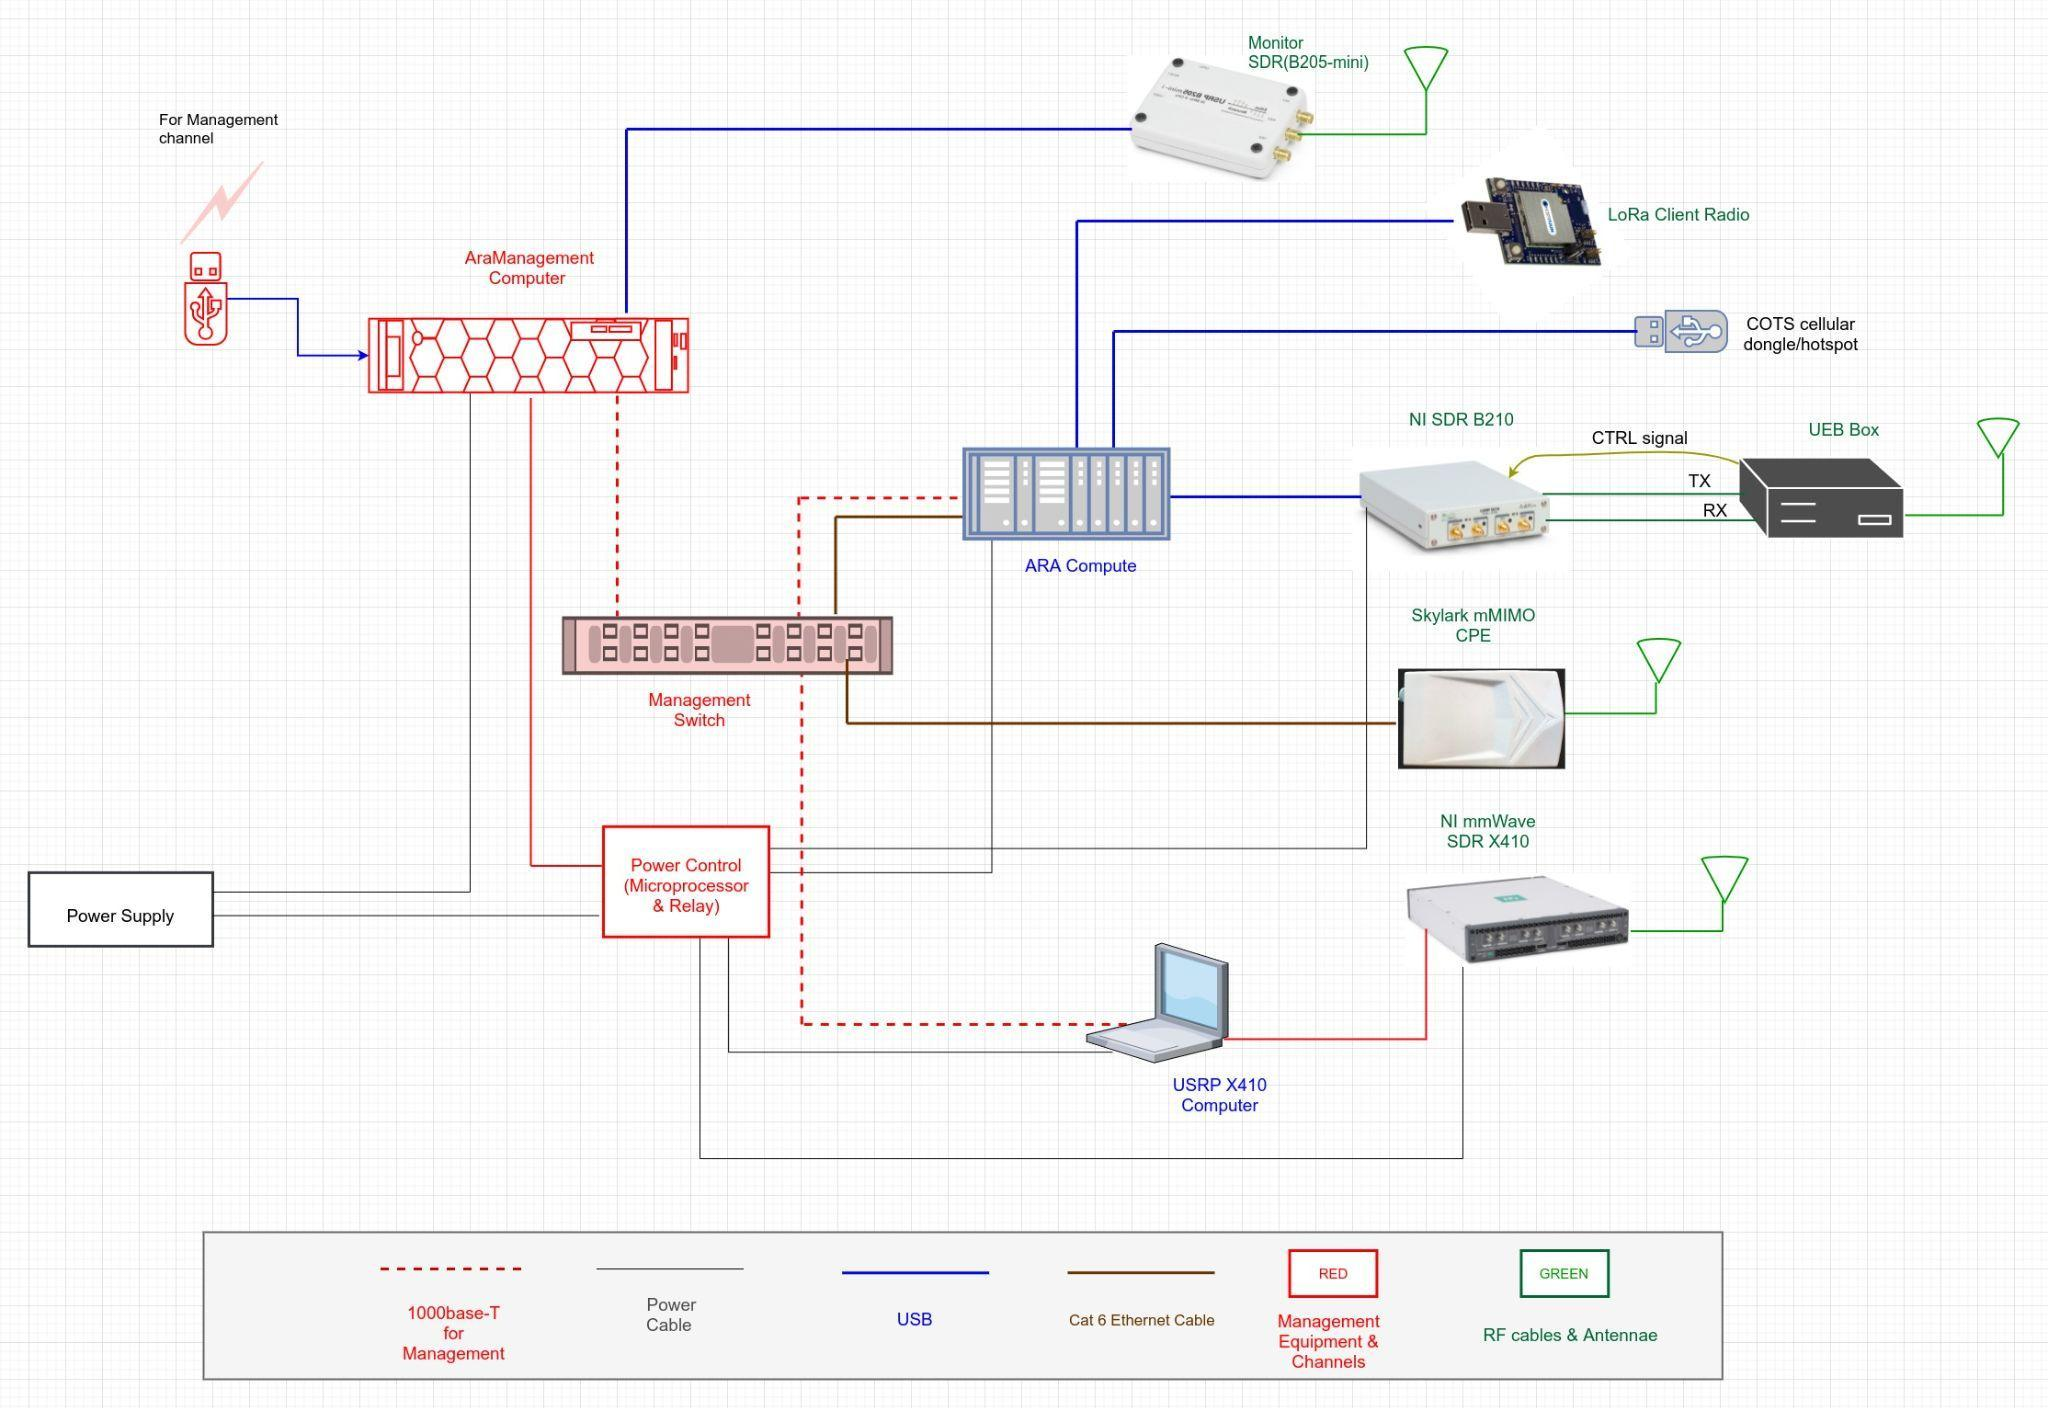 Monitor
SDR(B205-mini)
For Management
channel
LoRa Client Radio
AraManagement
Computer
COTS cellular
dongle/hotspot
NI SDR B210
CTRL signal
UEB Box
TX
RX
ARA Compute
Skylark mMIMO
CPE
Management
Switch
NI mmWave
SDR X410
Power Control
(Microprocessor
& Relay)
Power Supply
USRP X410
Computer
RED
GREEN
1000base-T
for
Management
Power
Cable
USB
Cat 6 Ethernet Cable
Management
Equipment &
Channels
RF cables & Antennae